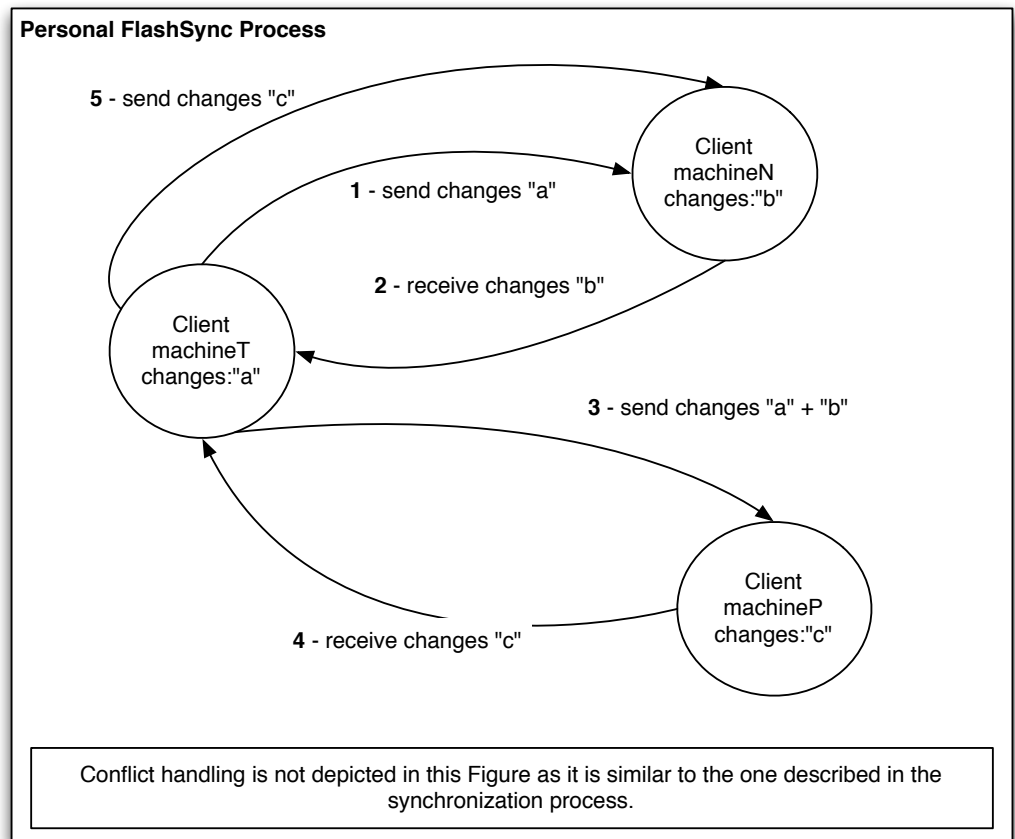 Personal FlashSync Process
5 - send changes "c"
Client
machineN
changes:"b"
1 - send changes "a"
2 - receive changes "b"
Client
machineT
changes:"a"
3 - send changes "a" + "b"
Client
machineP
changes:"c"
4 - receive changes "c"
Conflict handling is not depicted in this Figure as it is similar to the one described in the
synchronization process.